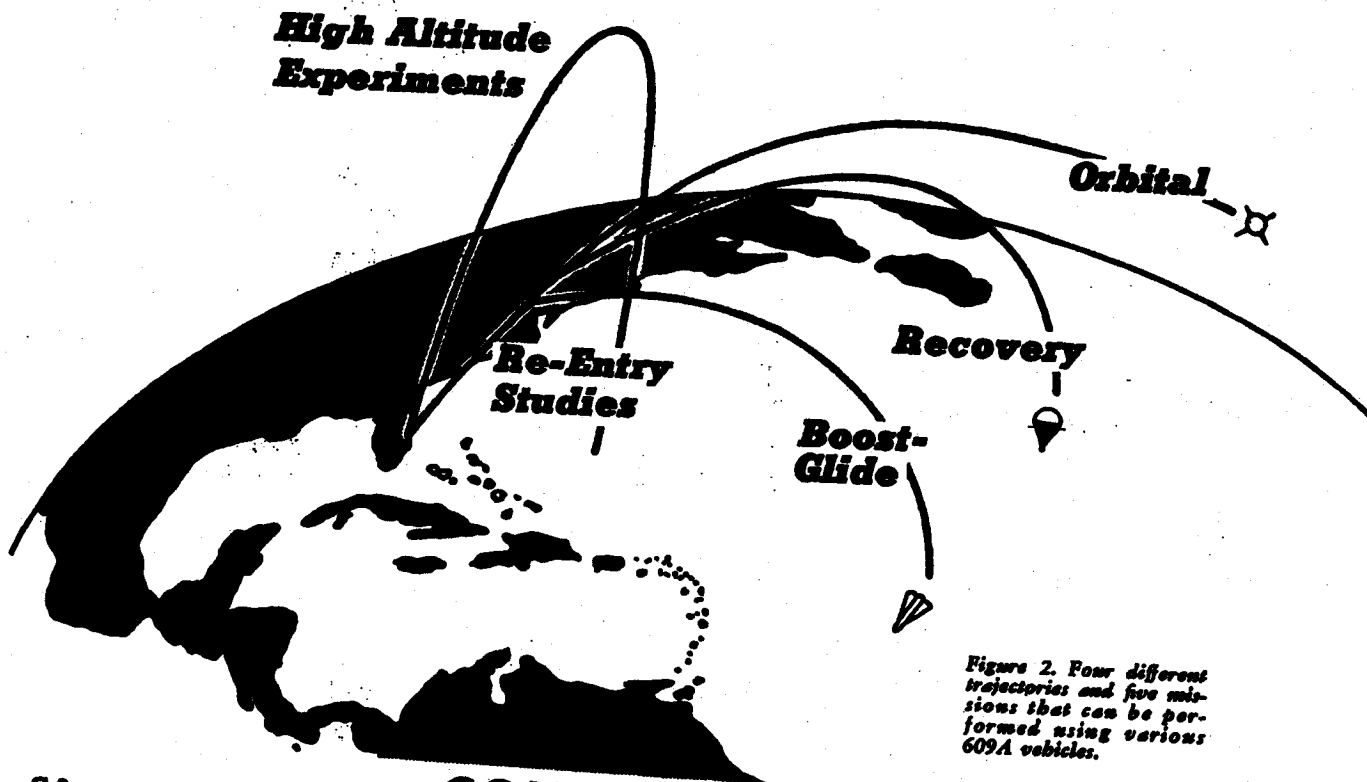 High Altitude
Experiments
Orbital
Recovery
Re-Entry
Studies
Boost-
Glide
Figure 2. Four different
trajectories and five mis-
sions that can be per-
formed using various
609A vehicles.